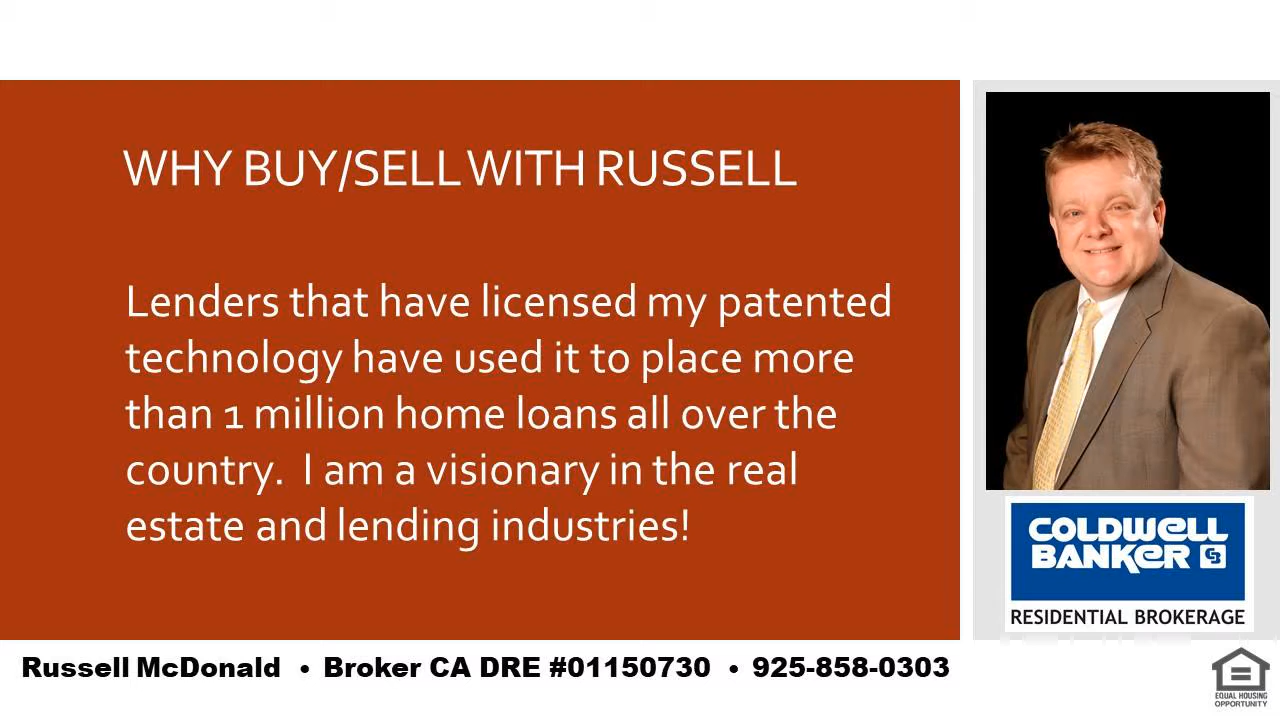 WHY BUY/SELL WITH RUSSELL
Lenders that have licensed my patented
technology have used it to place more
than 1 million home loans all over the
country.  I am a visionary in the real
estate and lending industries!
COLDWELL
BANKER CB
RESIDENTIAL BROKERAGE
Russell McDonald • Broker CA DRE #01150730 • 925-858-0303
EQUAL HOUSING
OPPORTUNITY